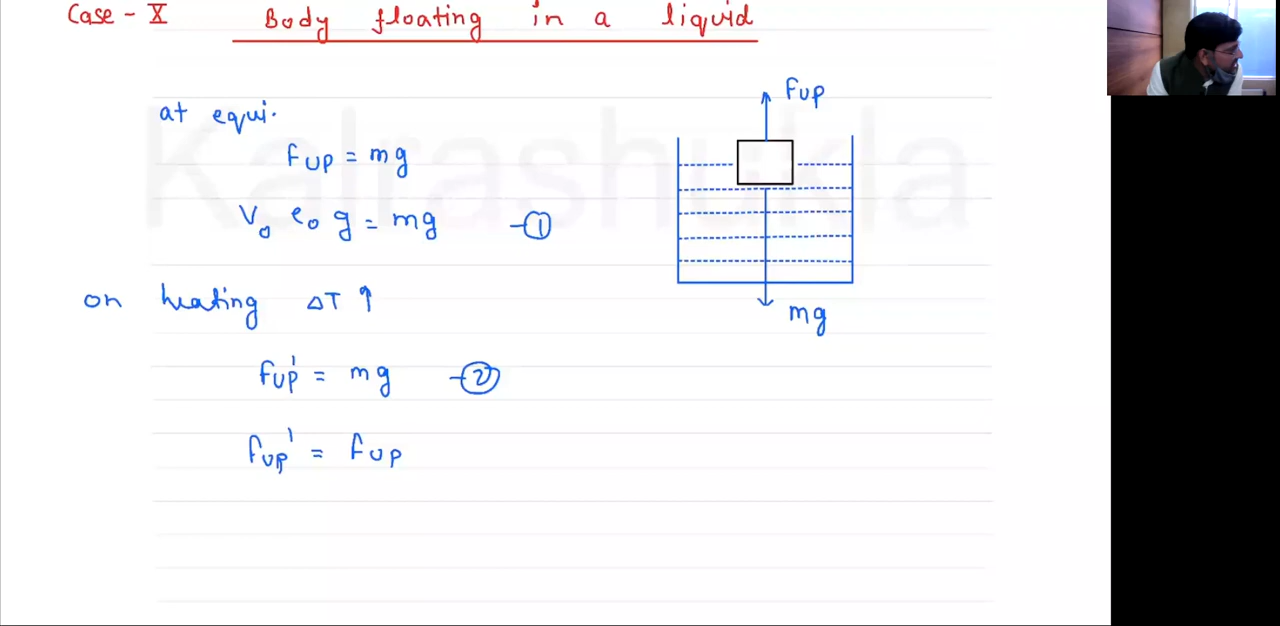 Case - X Body floating in a liquid
Fup
at equi.
Fup = mg
V₀ ρ₀ g = mg -①
mg
on heating ΔT ↑
Fup' = mg -②
Fup' = Fup
Kalrashukla